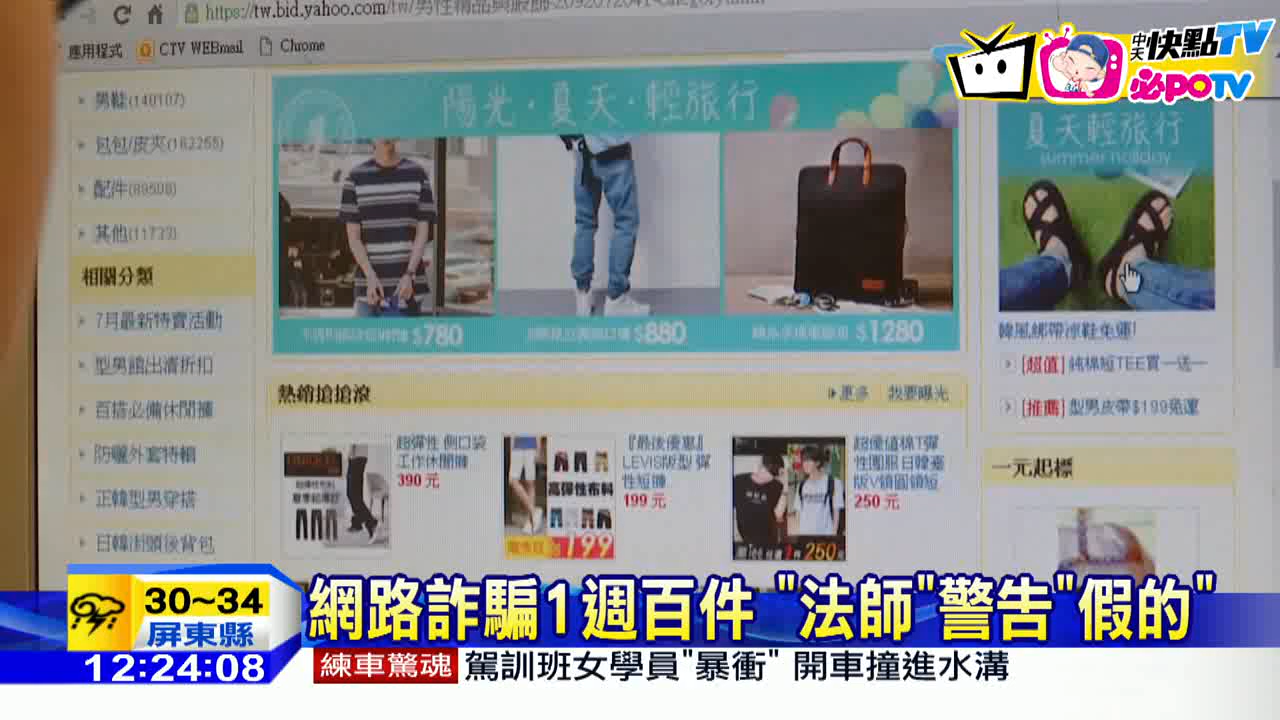 https://tw.bid.yahoo.com/tw/
應用程式 CTV WEBmail Chrome
中天快點TV
必POTV
男鞋(140107)
包包/皮夾(182255)
配件(89508)
其他(11733)
相關分類
7月最新特賣活動
型男館出清折扣
百搭必備休閒褲
防曬外套特輯
正韓型男穿搭
日韓街頭後背包
陽光·夏天·輕旅行
$780
$880
$1280
熱銷搶搶滾
更多 我要曝光
超彈性 側口袋
工作休閒褲
390 元
『最後優惠』
LEVIS版型 彈
性短褲
199 元
高彈性布料
199
超優值棉T彈
性團服日韓臺
版V領圓領短
250 元
250元
夏天輕旅行
summer holiday
韓風綁帶涼鞋免運!
[超值] 純棉短TEE買一送一
[推薦] 型男皮帶$199免運
一元起標
30~34
屏東縣
12:24:08
網路詐騙1週百件 "法師"警告"假的"
練車驚魂 駕訓班女學員"暴衝" 開車撞進水溝